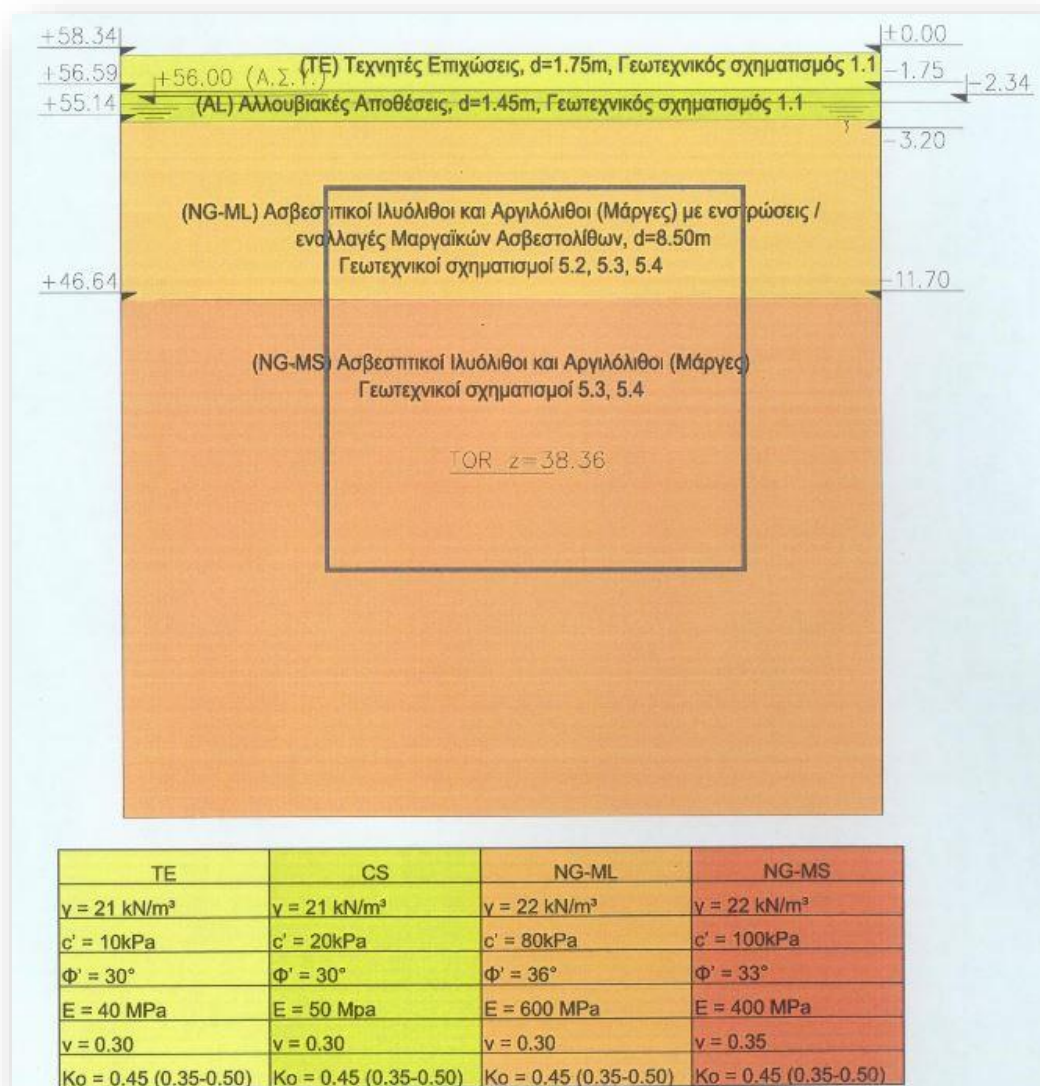 +58.34
±0.00
(TE) Τεχνητές Επιχώσεις, d=1.75m, Γεωτεχνικός σχηματισμός 1.1
+56.59
+56.00 (Α.Σ.Υ.)
-1.75
-2.34
+55.14
(AL) Αλλουβιακές Αποθέσεις, d=1.45m, Γεωτεχνικός σχηματισμός 1.1
-3.20
(NG-ML) Ασβεστιτικοί Ιλυόλιθοι και Αργιλόλιθοι (Μάργες) με ενστρώσεις /
εναλλαγές Μαργαϊκών Ασβεστολίθων, d=8.50m
Γεωτεχνικοί σχηματισμοί 5.2, 5.3, 5.4
+46.64
-11.70
(NG-MS) Ασβεστιτικοί Ιλυόλιθοι και Αργιλόλιθοι (Μάργες)
Γεωτεχνικοί σχηματισμοί 5.3, 5.4
TOR z=38.36
TE CS NG-ML NG-MS
γ = 21 kN/m³ γ = 21 kN/m³ γ = 22 kN/m³ γ = 22 kN/m³
c' = 10kPa c' = 20kPa c' = 80kPa c' = 100kPa
Φ' = 30° Φ' = 30° Φ' = 36° Φ' = 33°
E = 40 MPa E = 50 Mpa E = 600 MPa E = 400 MPa
ν = 0.30 ν = 0.30 ν = 0.30 ν = 0.35
Ko = 0.45 (0.35-0.50) Ko = 0.45 (0.35-0.50) Ko = 0.45 (0.35-0.50) Ko = 0.45 (0.35-0.50)